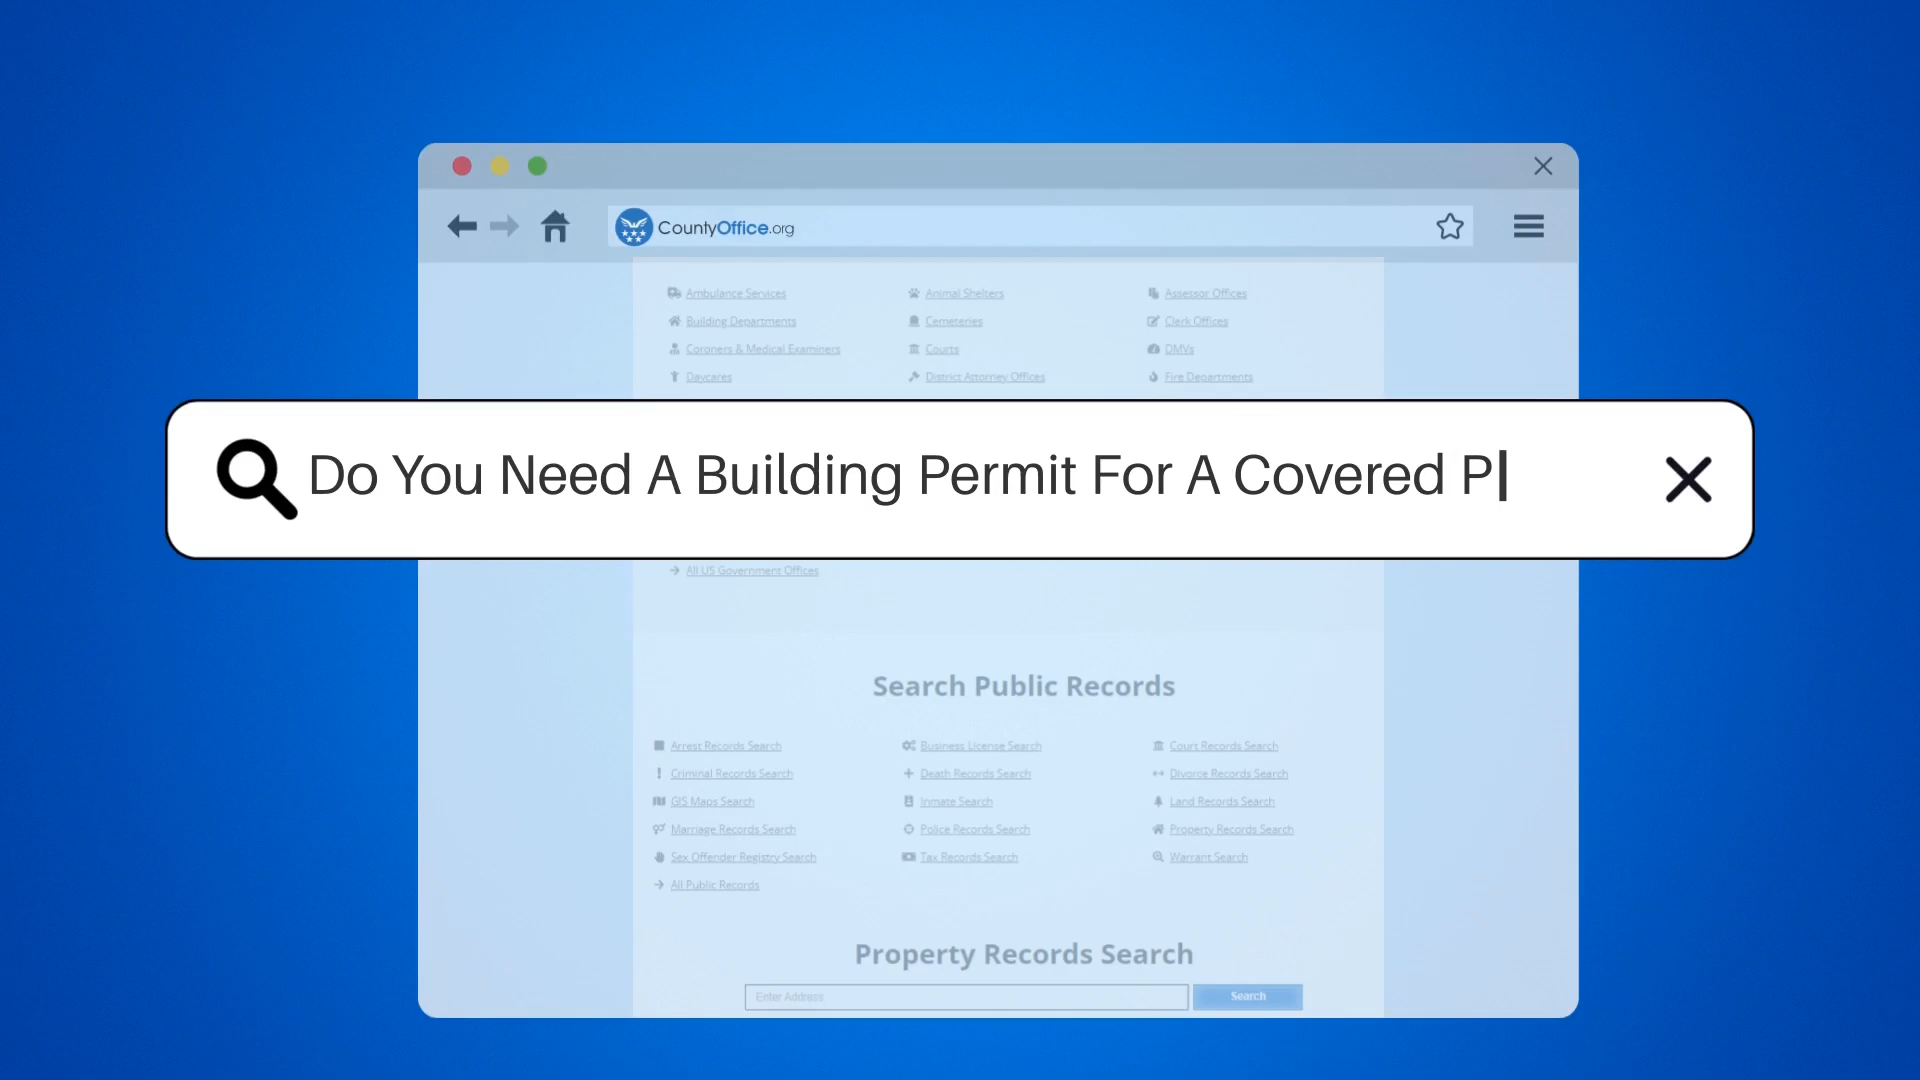 CountyOffice.org
Ambulance Services Animal Shelters Assessor Offices
Building Departments Cemeteries Clerk Offices
Coroners & Medical Examiners Courts DMVs
Daycares District Attorney Offices Fire Departments
Do You Need A Building Permit For A Covered P
All US Government Offices
Search Public Records
Arrest Records Search Business License Search Court Records Search
Criminal Records Search Death Records Search Divorce Records Search
GIS Maps Search Inmate Search Land Records Search
Marriage Records Search Police Records Search Property Records Search
Sex Offender Registry Search Tax Records Search Warrant Search
All Public Records
Property Records Search
Enter Address Search